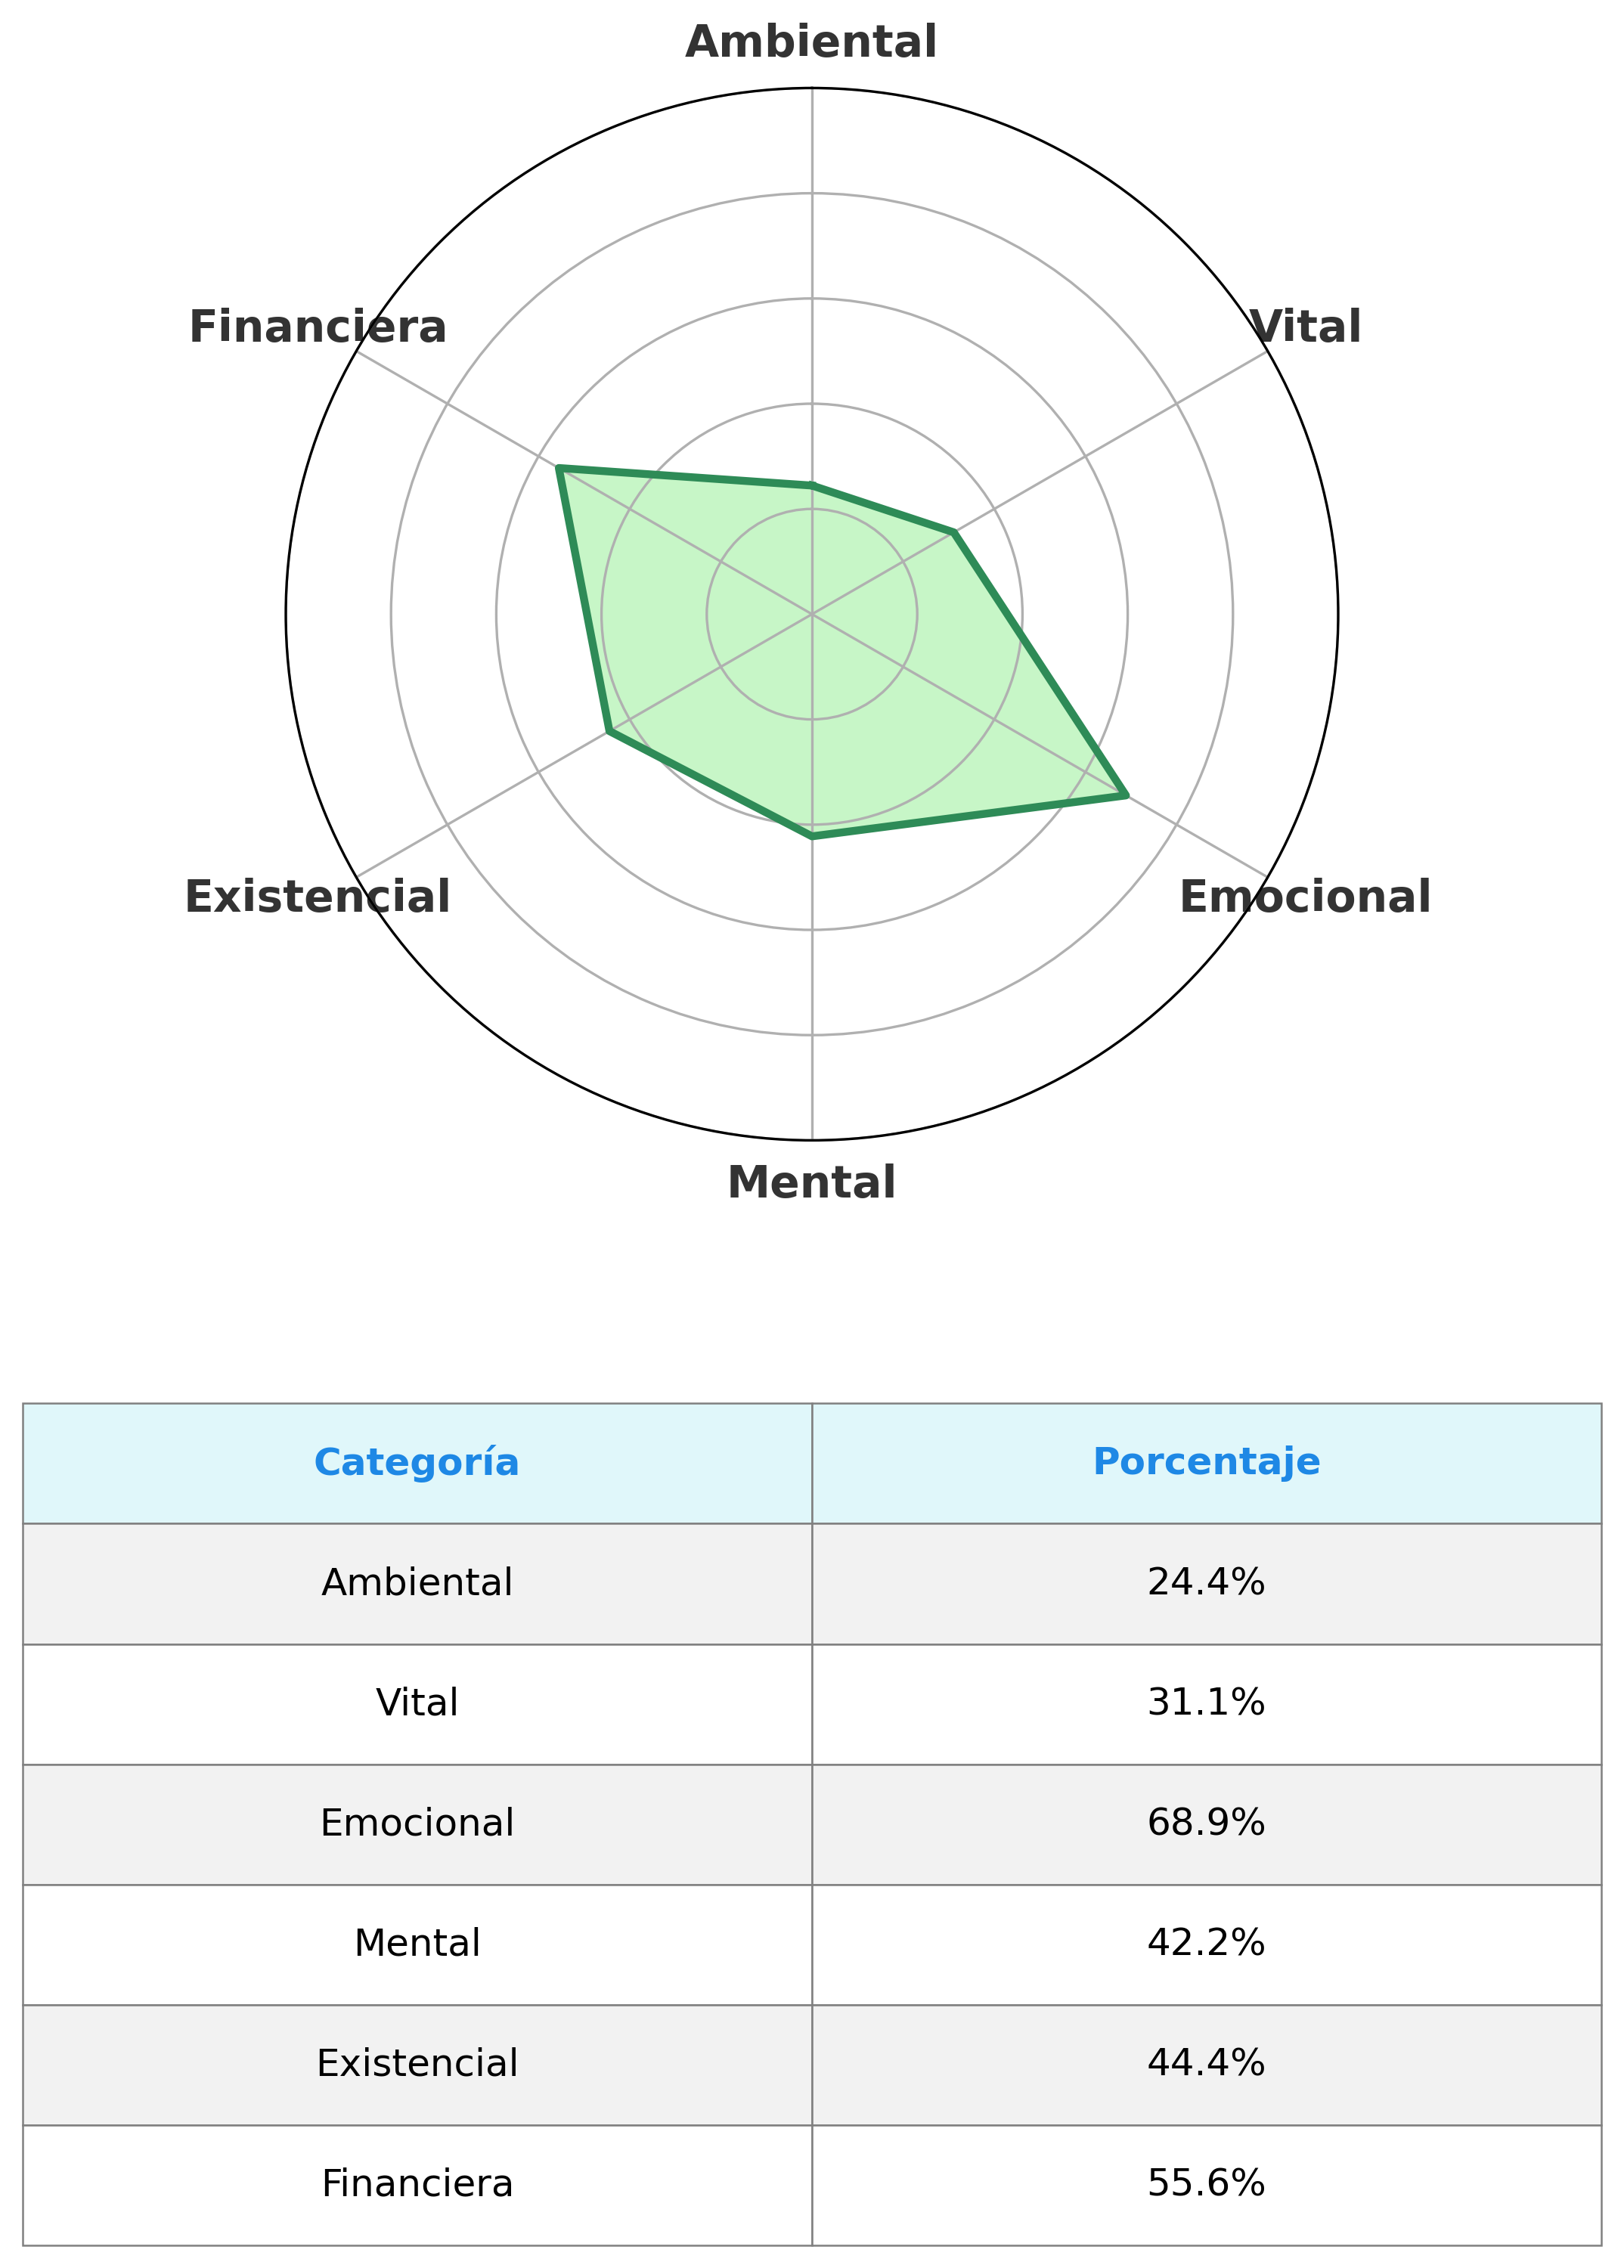 Ambiental
Financiera
Vital
Existencial
Emocional
Mental
Categoría Porcentaje
Ambiental 24.4%
Vital 31.1%
Emocional 68.9%
Mental 42.2%
Existencial 44.4%
Financiera 55.6%